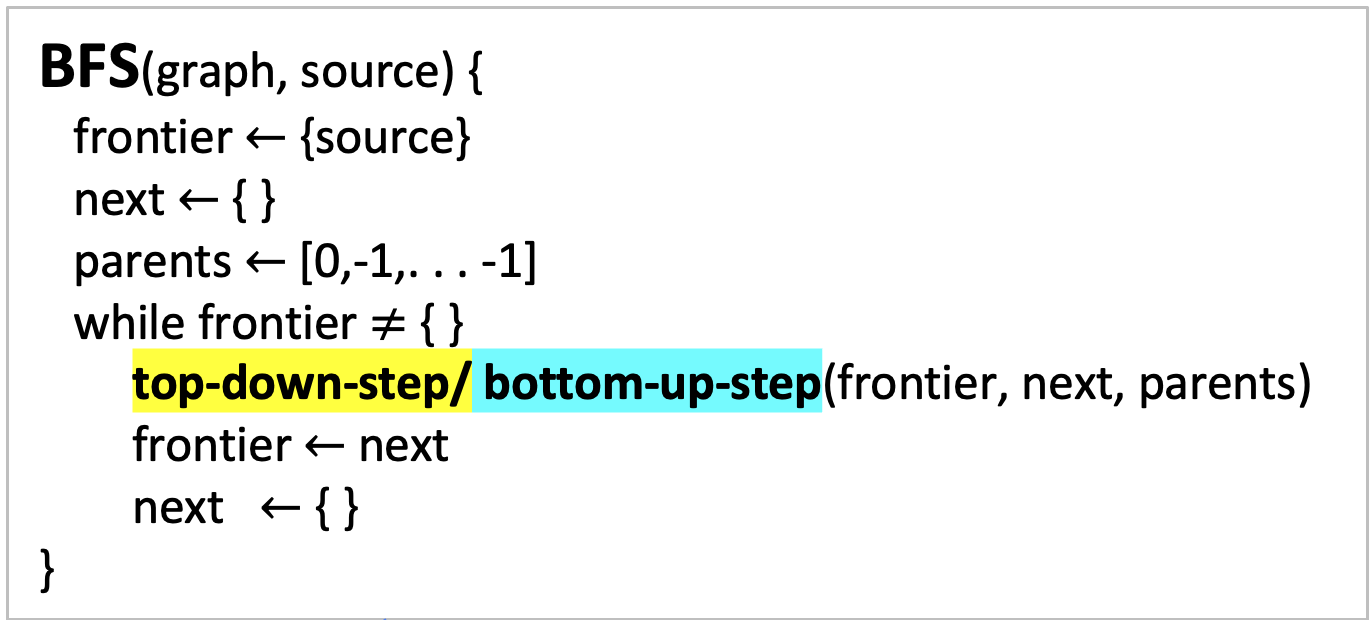 BFS(graph, source) {
frontier ← {source}
next ← { }
parents ← [0,-1,. . . -1]
while frontier ≠ { }
top-down-step/ bottom-up-step(frontier, next, parents)
frontier ← next
next ← { }
}